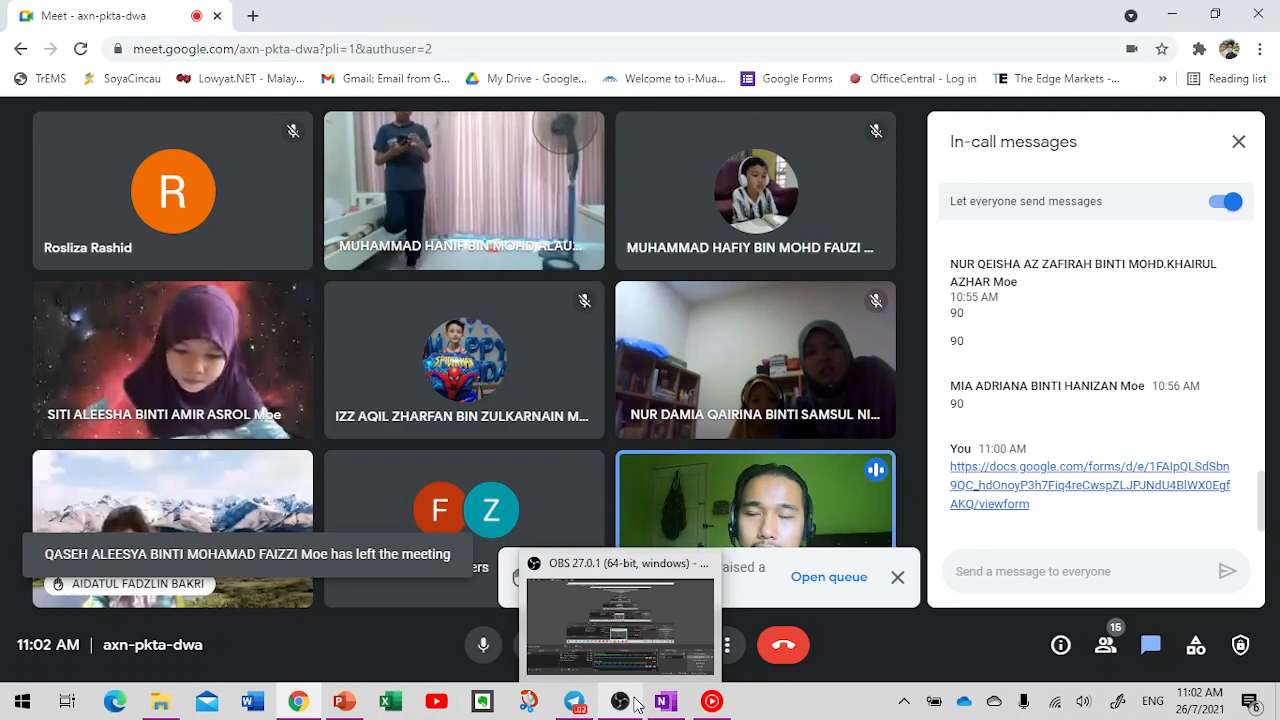 Meet - axn-pkta-dwa
meet.google.com/axn-pkta-dwa?pli=1&authuser=2
TrEMS
SoyaCincau
Lowyat.NET - Malay...
Gmail: Email from G...
My Drive - Google...
Welcome to i-Mua...
Google Forms
OfficeCentral - Log in
TE The Edge Markets -...
»
Reading list
R
Rosliza Rashid
MUHAMMAD HANIF BIN MOHD ALAU...
MUHAMMAD HAFIY BIN MOHD FAUZI ...
SITI ALEESHA BINTI AMIR ASROL Moe
IZZ AQIL ZHARFAN BIN ZULKARNAIN M...
NUR DAMIA QAIRINA BINTI SAMSUL NI...
F Z
QASEH ALEESYA BINTI MOHAMAD FAIZZI Moe has left the meeting
AIDATUL FADZLIN BAKRI
ers
OBS 27.0.1 (64-bit, windows) - ...
raised a
Open queue
In-call messages
Let everyone send messages
NUR QEISHA AZ ZAFIRAH BINTI MOHD.KHAIRUL
AZHAR Moe
10:55 AM
90
90
MIA ADRIANA BINTI HANIZAN Moe 10:56 AM
90
You 11:00 AM
https://docs.google.com/forms/d/e/1FAIpQLSdSbn
9QC_hdOnoyP3h7Fiq4reCwspZLJPJNdU4BlWX0Egf
AKQ/viewform
Send a message to everyone
11:02 AM | axn-pkta-dwa
16
.02
ENG
11:02 AM
26/7/2021
6